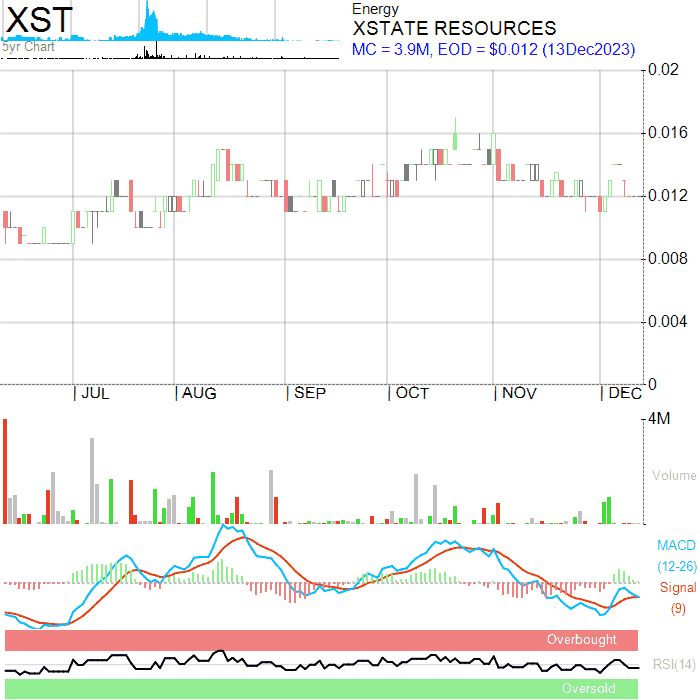 XST
5yr Chart
Energy
XSTATE RESOURCES
MC = 3.9M, EOD = $0.012 (13Dec2023)
0.02
0.016
0.012
0.008
0.004
0
JUL AUG SEP OCT NOV DEC
4M
Volume
MACD
(12-26)
Signal
(9)
Overbought
RSI(14)
Oversold